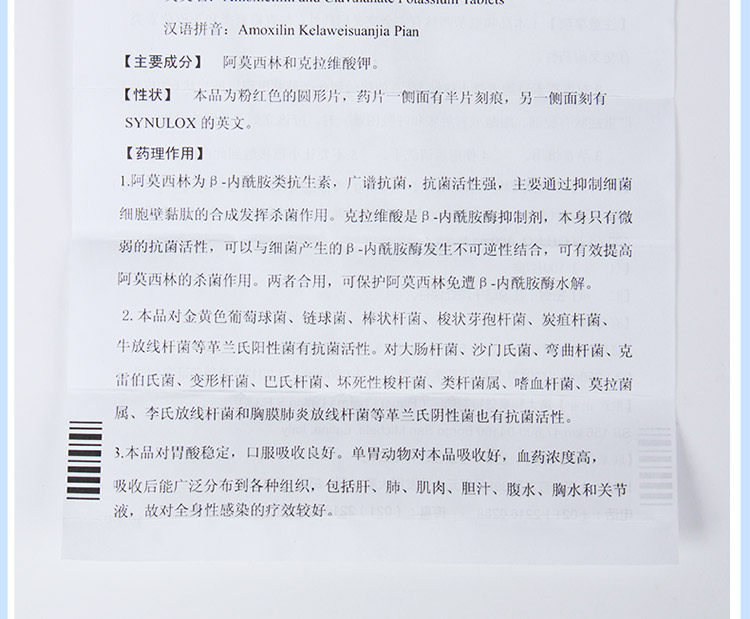 Amoxicillin and Clavulanate Potassium Tablets
汉语拼音：Amoxilin Kelaweisuanjia Pian
【主要成分】 阿莫西林和克拉维酸钾。
【性状】 本品为粉红色的圆形片，药片一侧面有半片刻痕，另一侧面刻有
SYNULOX 的英文。
【药理作用】
1.阿莫西林为 β-内酰胺类抗生素，广谱抗菌，抗菌活性强，主要通过抑制细菌
细胞壁黏肽的合成发挥杀菌作用。克拉维酸是 β-内酰胺酶抑制剂，本身只有微
弱的抗菌活性，可以与细菌产生的 β-内酰胺酶发生不可逆性结合，可有效提高
阿莫西林的杀菌作用。两者合用，可保护阿莫西林免遭 β-内酰胺酶水解。
2. 本品对金黄色葡萄球菌、链球菌、棒状杆菌、梭状芽孢杆菌、炭疽杆菌、
牛放线杆菌等革兰氏阳性菌有抗菌活性。对大肠杆菌、沙门氏菌、弯曲杆菌、克
雷伯氏菌、变形杆菌、巴氏杆菌、坏死性梭杆菌、类杆菌属、嗜血杆菌、莫拉菌
属、李氏放线杆菌和胸膜肺炎放线杆菌等革兰氏阴性菌也有抗菌活性。
3.本品对胃酸稳定，口服吸收良好。单胃动物对本品吸收好，血药浓度高，
吸收后能广泛分布到各种组织，包括肝、肺、肌肉、胆汁、腹水、胸水和关节
液，故对全身性感染的疗效较好。